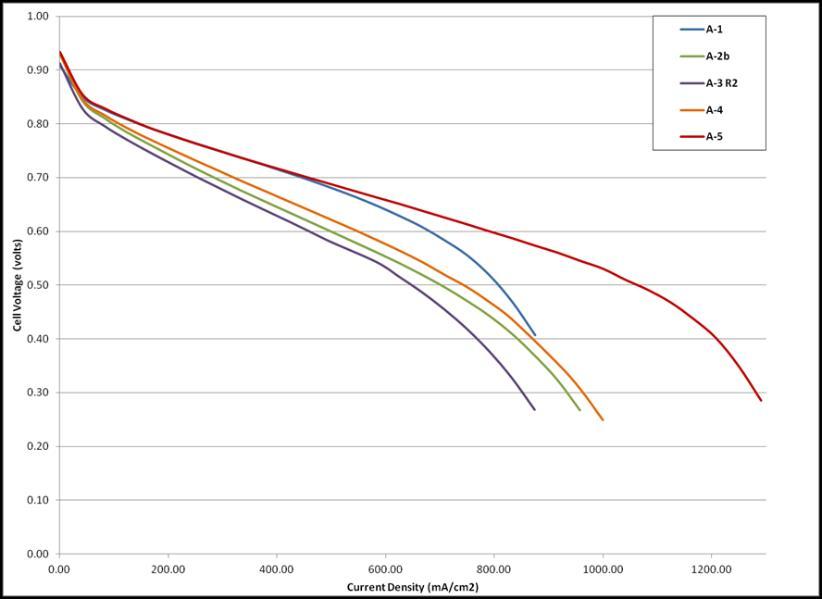 1.00
0.90
0.80
0.70
0.60
0.50
0.40
0.30
0.20
0.10
0.00
Cell Voltage (volts)
0.00 200.00 400.00 600.00 800.00 1000.00 1200.00
Current Density (mA/cm2)
A-1
A-2b
A-3 R2
A-4
A-5